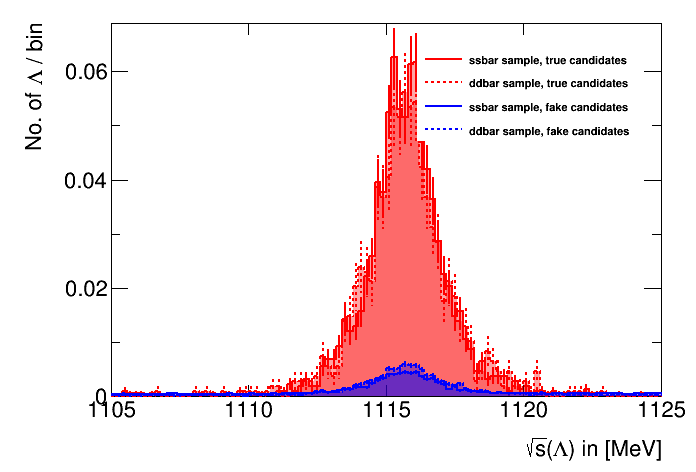 No. of Λ / bin
0.06
0.04
0.02
0
ssbar sample, true candidates
ddbar sample, true candidates
ssbar sample, fake candidates
ddbar sample, fake candidates
1105 1110 1115 1120 1125
√s(Λ) in [MeV]